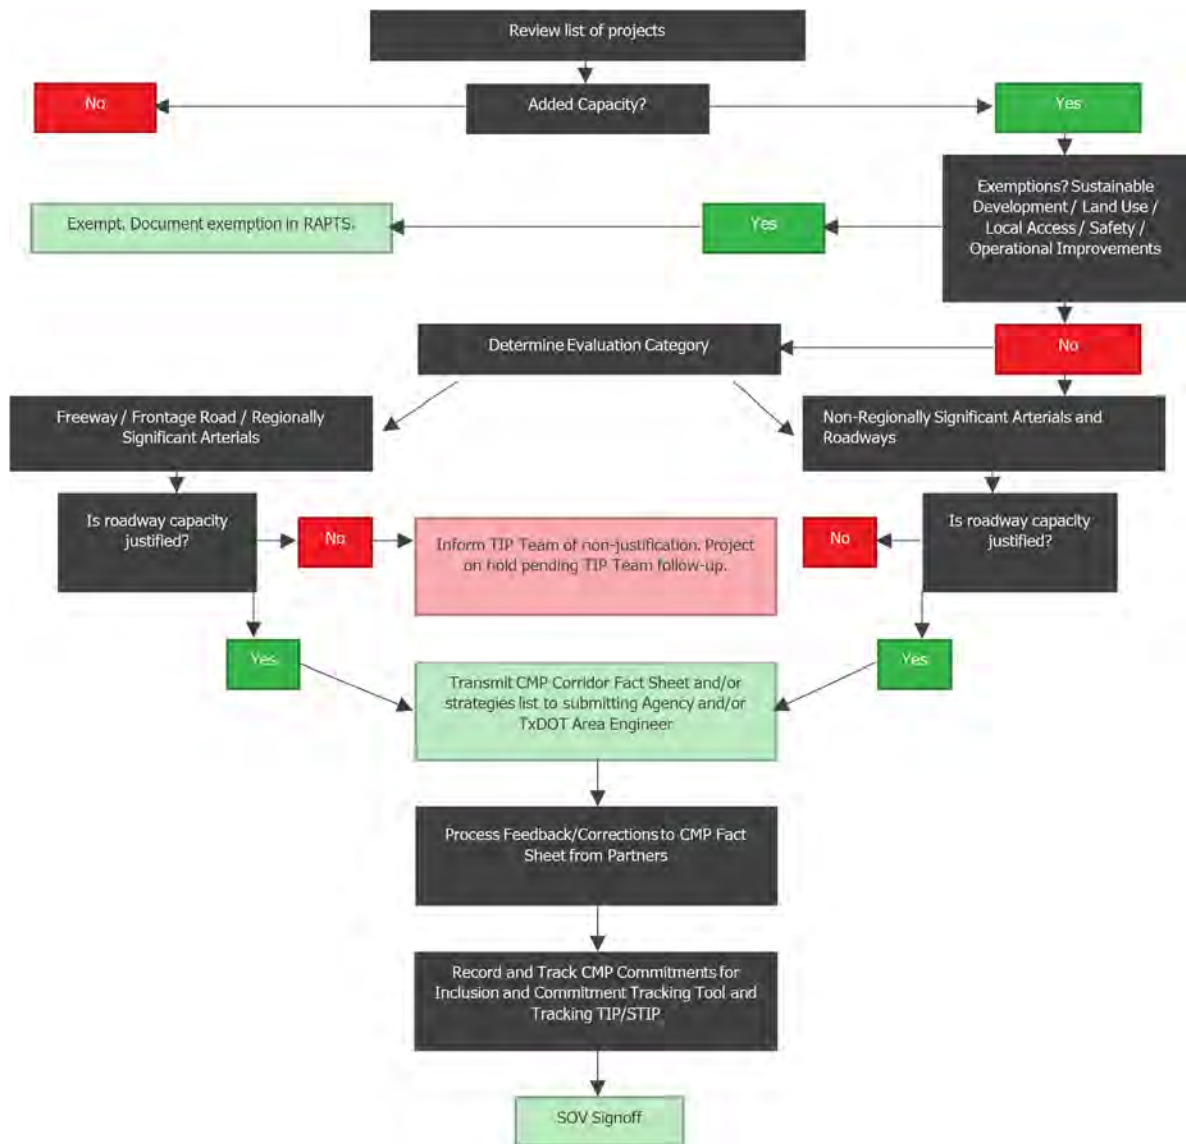 Review list of projects
No
Added Capacity?
Yes
Exemptions? Sustainable
Development / Land Use /
Local Access / Safety /
Operational Improvements
Exempt. Document exemption in RAPTS.
Yes
Determine Evaluation Category
No
Freeway / Frontage Road / Regionally
Significant Arterials
Non-Regionally Significant Arterials and
Roadways
Is roadway capacity
justified?
No
Inform TIP Team of non-justification. Project
on hold pending TIP Team follow-up.
No
Is roadway capacity
justified?
Yes
Transmit CMP Corridor Fact Sheet and/or
strategies list to submitting Agency and/or
TxDOT Area Engineer
Yes
Process Feedback/Corrections to CMP Fact
Sheet from Partners
Record and Track CMP Commitments for
Inclusion and Commitment Tracking Tool and
Tracking TIP/STIP
SOV Signoff